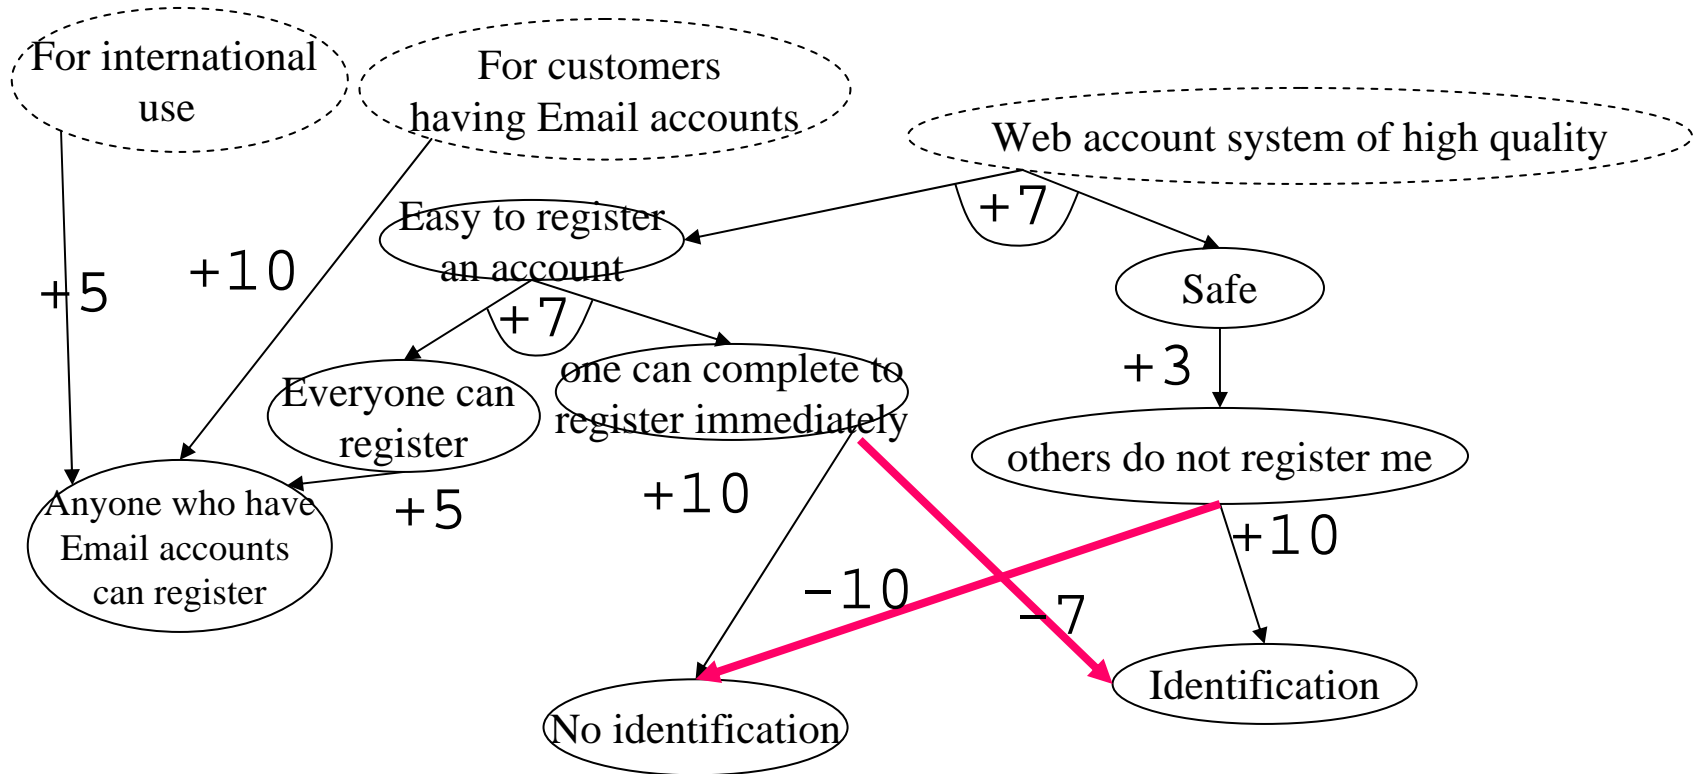 For international
use
For customers
having Email accounts
Web account system of high quality
+7
Easy to register
an account
+10
+5
Safe
+7
+3
one can complete to
register immediately
Everyone can
register
others do not register me
+10
+5
Anyone who have
Email accounts
can register
+10
-10
-7
Identification
No identification